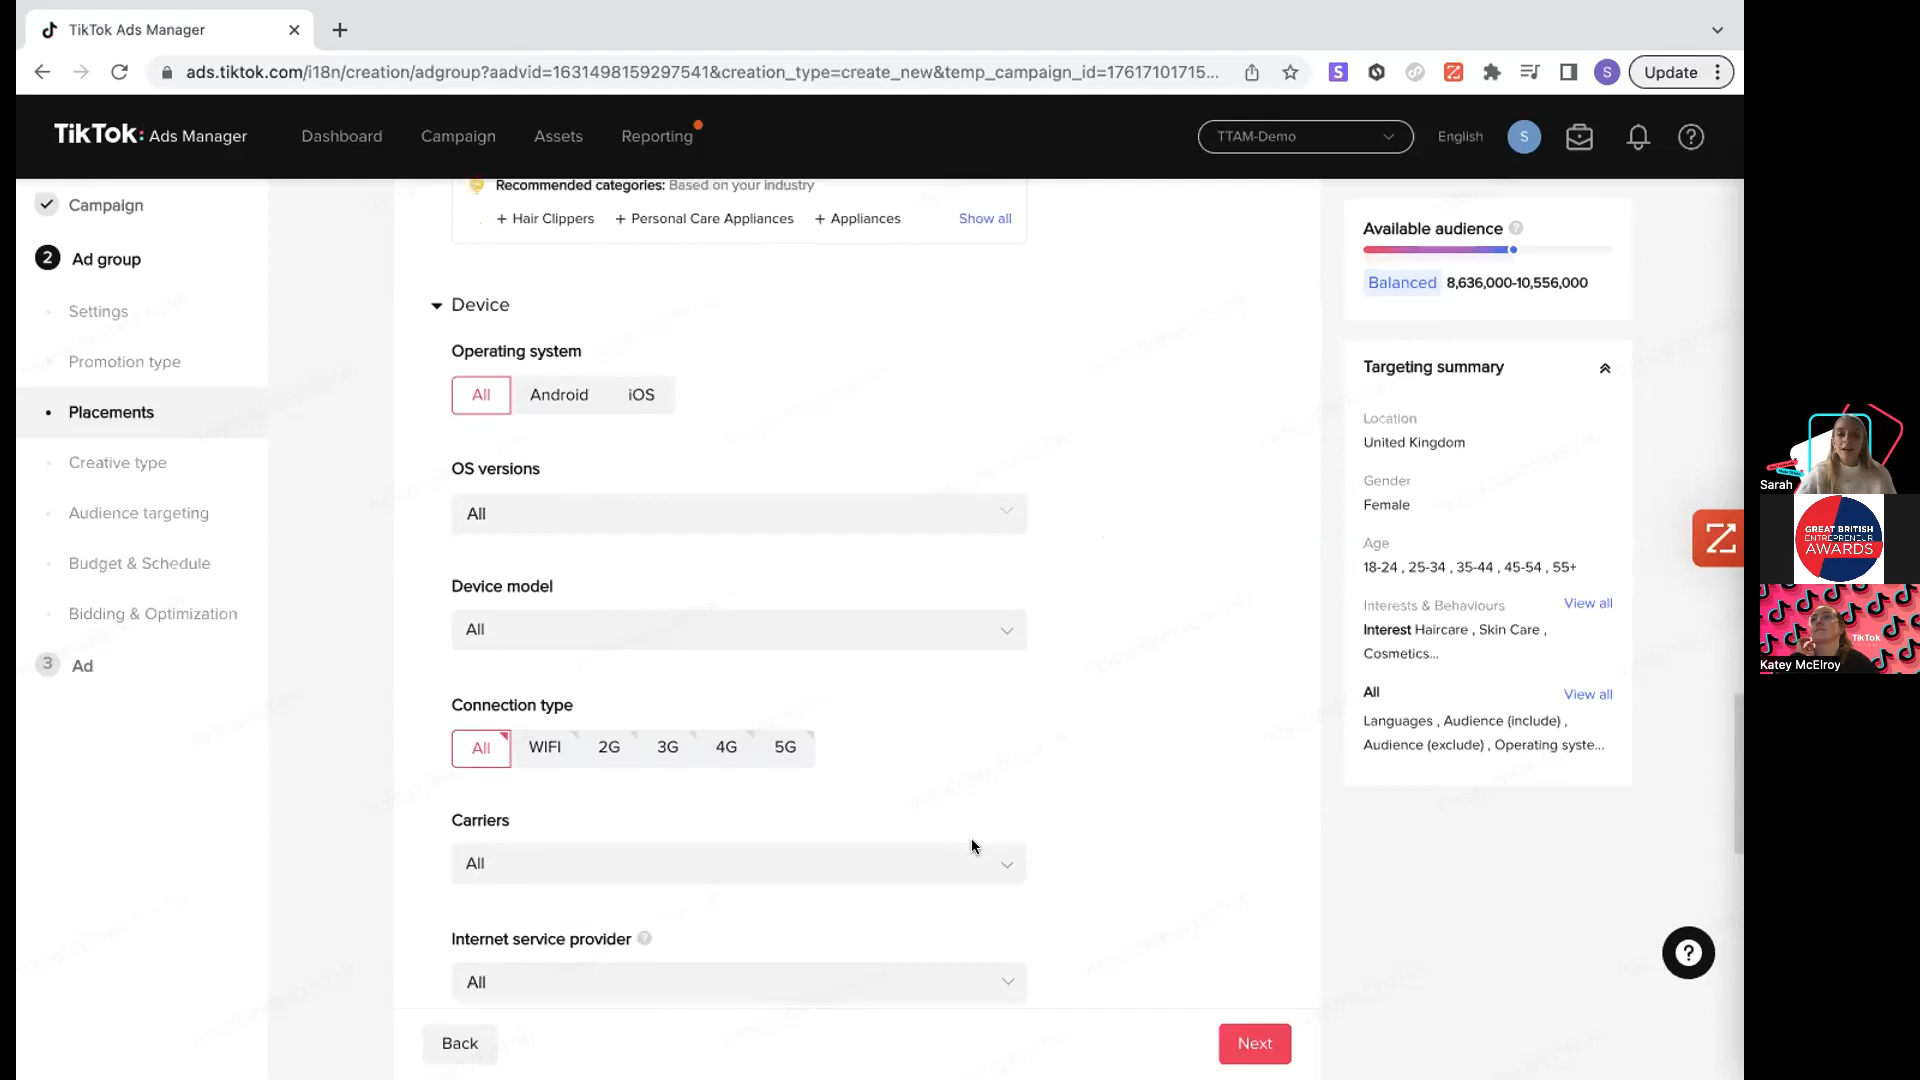 TikTok Ads Manager
ads.tiktok.com/i18n/creation/adgroup?aadvid=1631498159297541&creation_type=create_new&temp_campaign_id=17617101715...
S
S
Update
TikTok: Ads Manager
Dashboard
Campaign
Assets
Reporting
TTAM-Demo
English
S
Campaign
2 Ad group
Settings
Promotion type
Placements
Creative type
Audience targeting
Budget & Schedule
Bidding & Optimization
3 Ad
Recommended categories: Based on your industry
+ Hair Clippers + Personal Care Appliances + Appliances Show all
Device
Operating system
All Android iOS
OS versions
All
Device model
All
Connection type
All WIFI 2G 3G 4G 5G
Carriers
All
Internet service provider ?
All
Back
Next
Available audience ?
Balanced 8,636,000-10,556,000
Targeting summary
Location
United Kingdom
Gender
Female
Age
18-24 , 25-34 , 35-44 , 45-54 , 55+
Interests & Behaviours View all
Interest Haircare , Skin Care ,
Cosmetics...
All View all
Languages , Audience (include) ,
Audience (exclude) , Operating syste...
?
Sarah
GREAT BRITISH
ENTREPRENEUR
AWARDS
TikTok
Katey McElroy